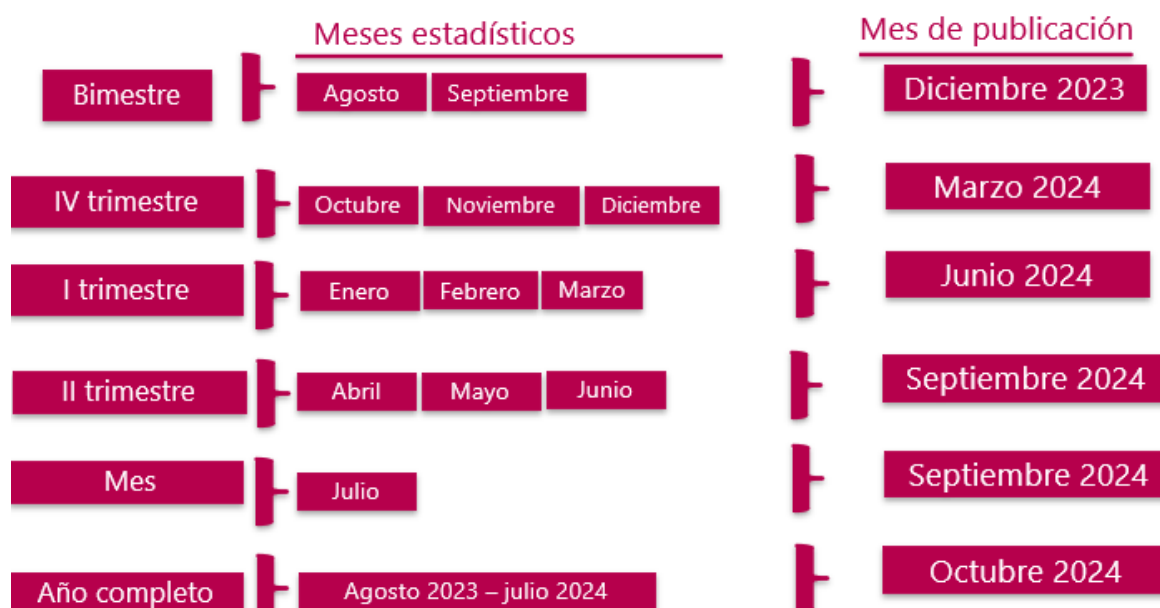 Meses estadísticos Mes de publicación
Bimestre Agosto Septiembre Diciembre 2023
IV trimestre Octubre Noviembre Diciembre Marzo 2024
I trimestre Enero Febrero Marzo Junio 2024
II trimestre Abril Mayo Junio Septiembre 2024
Mes Julio Septiembre 2024
Año completo Agosto 2023 – julio 2024 Octubre 2024